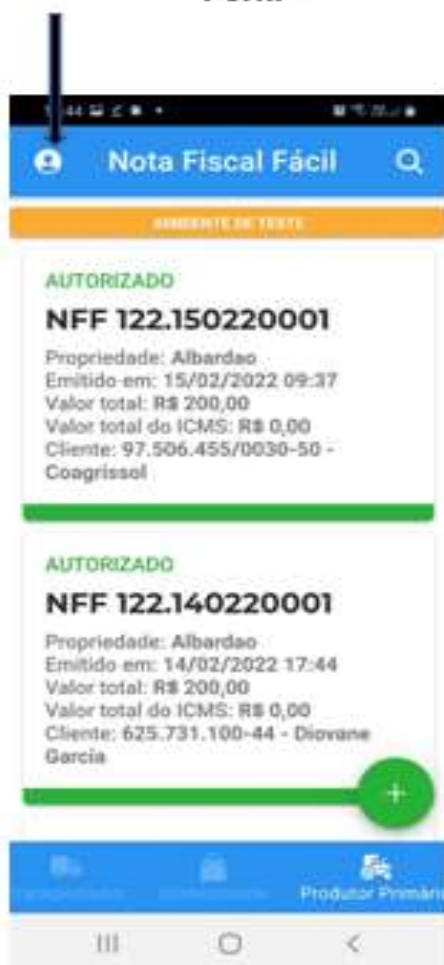 Nota Fiscal Fácil
AMBIENTE DE TESTE
AUTORIZADO
NFF 122.150220001
Propriedade: Albardao
Emitido em: 15/02/2022 09:37
Valor total: R$ 200,00
Valor total do ICMS: R$ 0,00
Cliente: 97.506.455/0030-50 -
Coagrissol
AUTORIZADO
NFF 122.140220001
Propriedade: Albardao
Emitido em: 14/02/2022 17:44
Valor total: R$ 200,00
Valor total do ICMS: R$ 0,00
Cliente: 625.731.100-44 - Diovane
Garcia
+
Produtor Primário